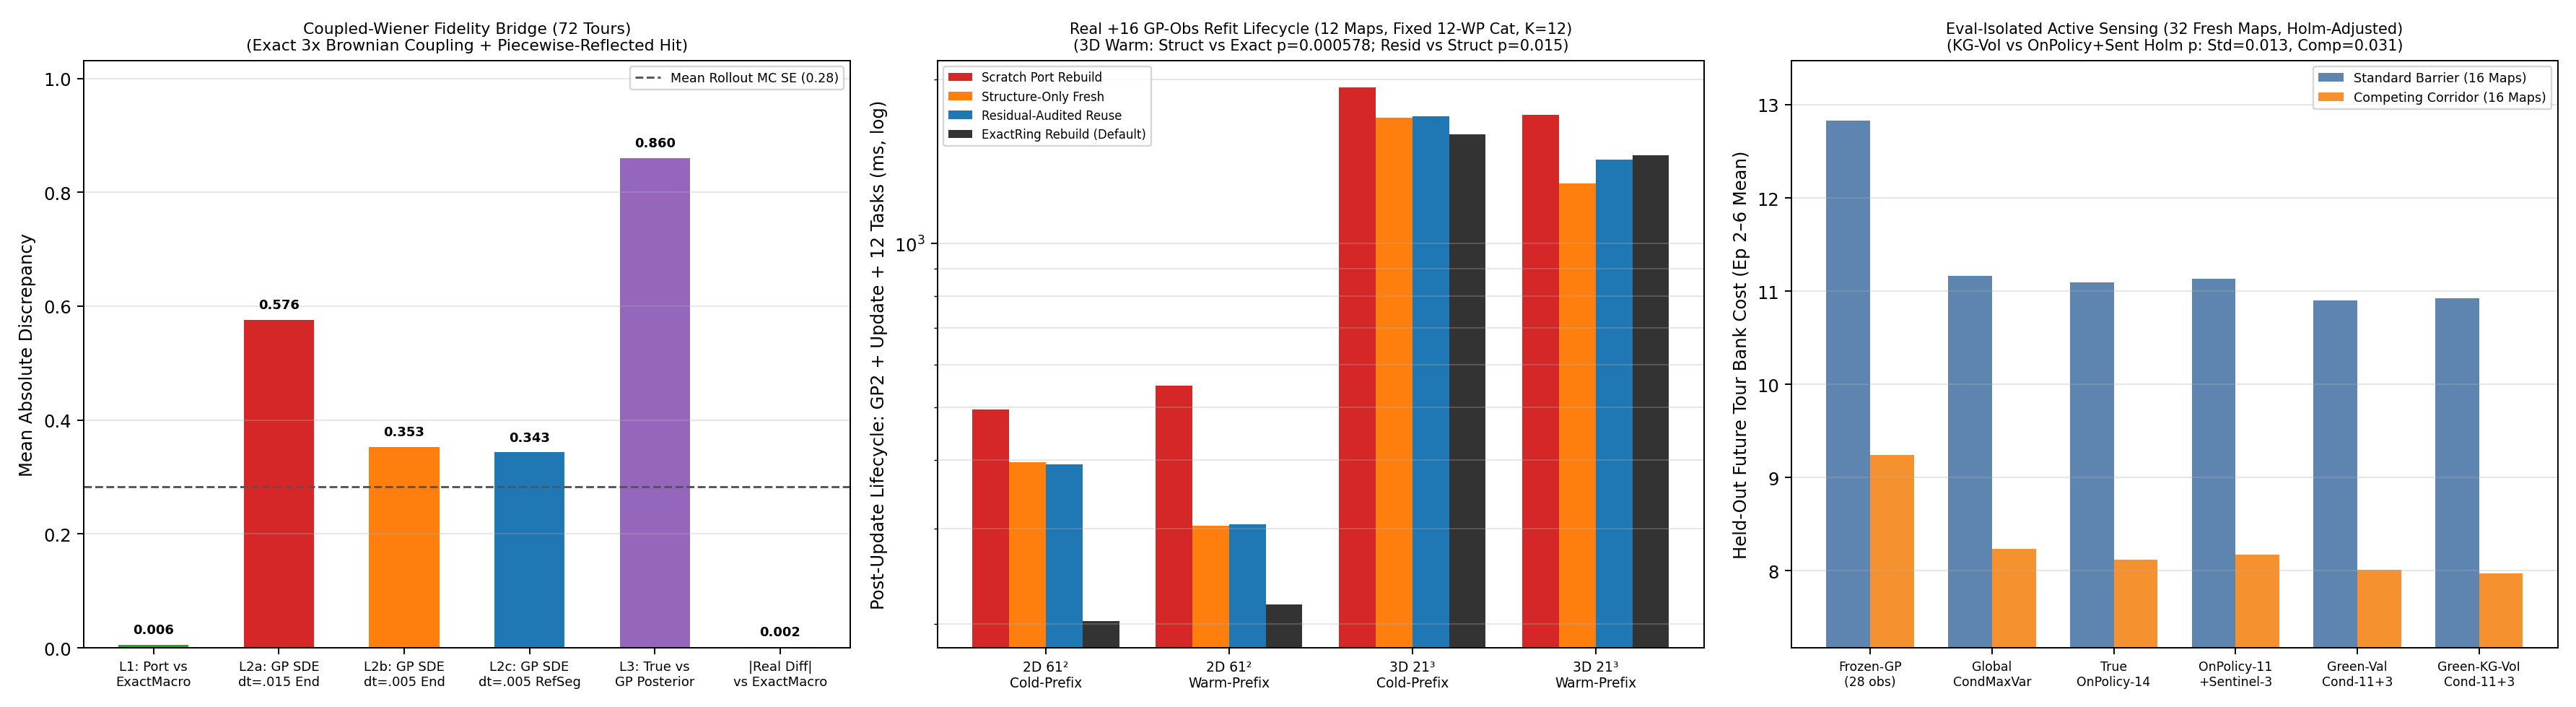 Coupled-Wiener Fidelity Bridge (72 Tours)
(Exact 3x Brownian Coupling + Piecewise-Reflected Hit)
Mean Absolute Discrepancy
1.0
0.8
0.6
0.4
0.2
0.0
Mean Rollout MC SE (0.28)
0.006
0.576
0.353
0.343
0.860
0.002
L1: Port vs
ExactMacro
L2a: GP SDE
dt=.015 End
L2b: GP SDE
dt=.005 End
L2c: GP SDE
dt=.005 RefSeg
L3: True vs
GP Posterior
|Real Diff|
vs ExactMacro
Real +16 GP-Obs Refit Lifecycle (12 Maps, Fixed 12-WP Cat, K=12)
(3D Warm: Struct vs Exact p=0.000578; Resid vs Struct p=0.015)
Post-Update Lifecycle: GP2 + Update + 12 Tasks (ms, log)
10³
Scratch Port Rebuild
Structure-Only Fresh
Residual-Audited Reuse
ExactRing Rebuild (Default)
2D 61²
Cold-Prefix
2D 61²
Warm-Prefix
3D 21³
Cold-Prefix
3D 21³
Warm-Prefix
Eval-Isolated Active Sensing (32 Fresh Maps, Holm-Adjusted)
(KG-VoI vs OnPolicy+Sent Holm p: Std=0.013, Comp=0.031)
Held-Out Future Tour Bank Cost (Ep 2–6 Mean)
13
12
11
10
9
8
Standard Barrier (16 Maps)
Competing Corridor (16 Maps)
Frozen-GP
(28 obs)
Global
CondMaxVar
True
OnPolicy-14
OnPolicy-11
+Sentinel-3
Green-Val
Cond-11+3
Green-KG-VoI
Cond-11+3